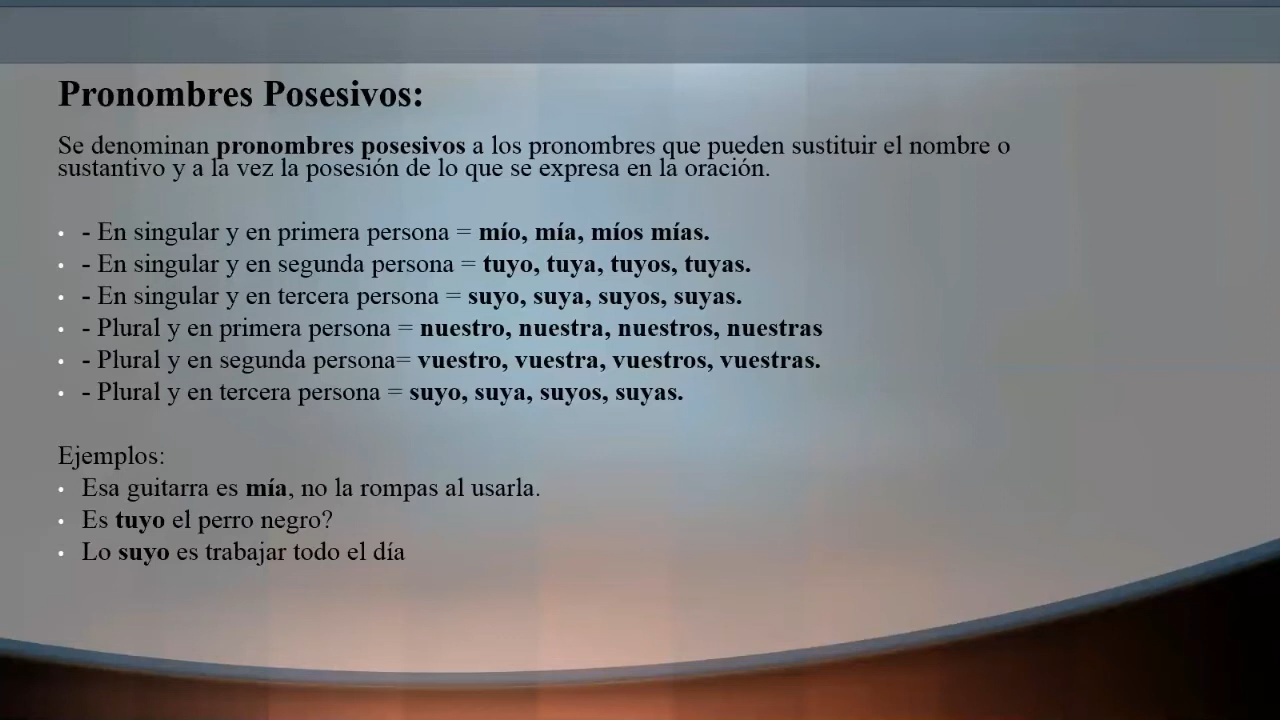 Pronombres Posesivos:
Se denominan pronombres posesivos a los pronombres que pueden sustituir el nombre o
sustantivo y a la vez la posesión de lo que se expresa en la oración.
• - En singular y en primera persona = mío, mía, míos mías.
• - En singular y en segunda persona = tuyo, tuya, tuyos, tuyas.
• - En singular y en tercera persona = suyo, suya, suyos, suyas.
• - Plural y en primera persona = nuestro, nuestra, nuestros, nuestras
• - Plural y en segunda persona= vuestro, vuestra, vuestros, vuestras.
• - Plural y en tercera persona = suyo, suya, suyos, suyas.
Ejemplos:
• Esa guitarra es mía, no la rompas al usarla.
• Es tuyo el perro negro?
• Lo suyo es trabajar todo el día